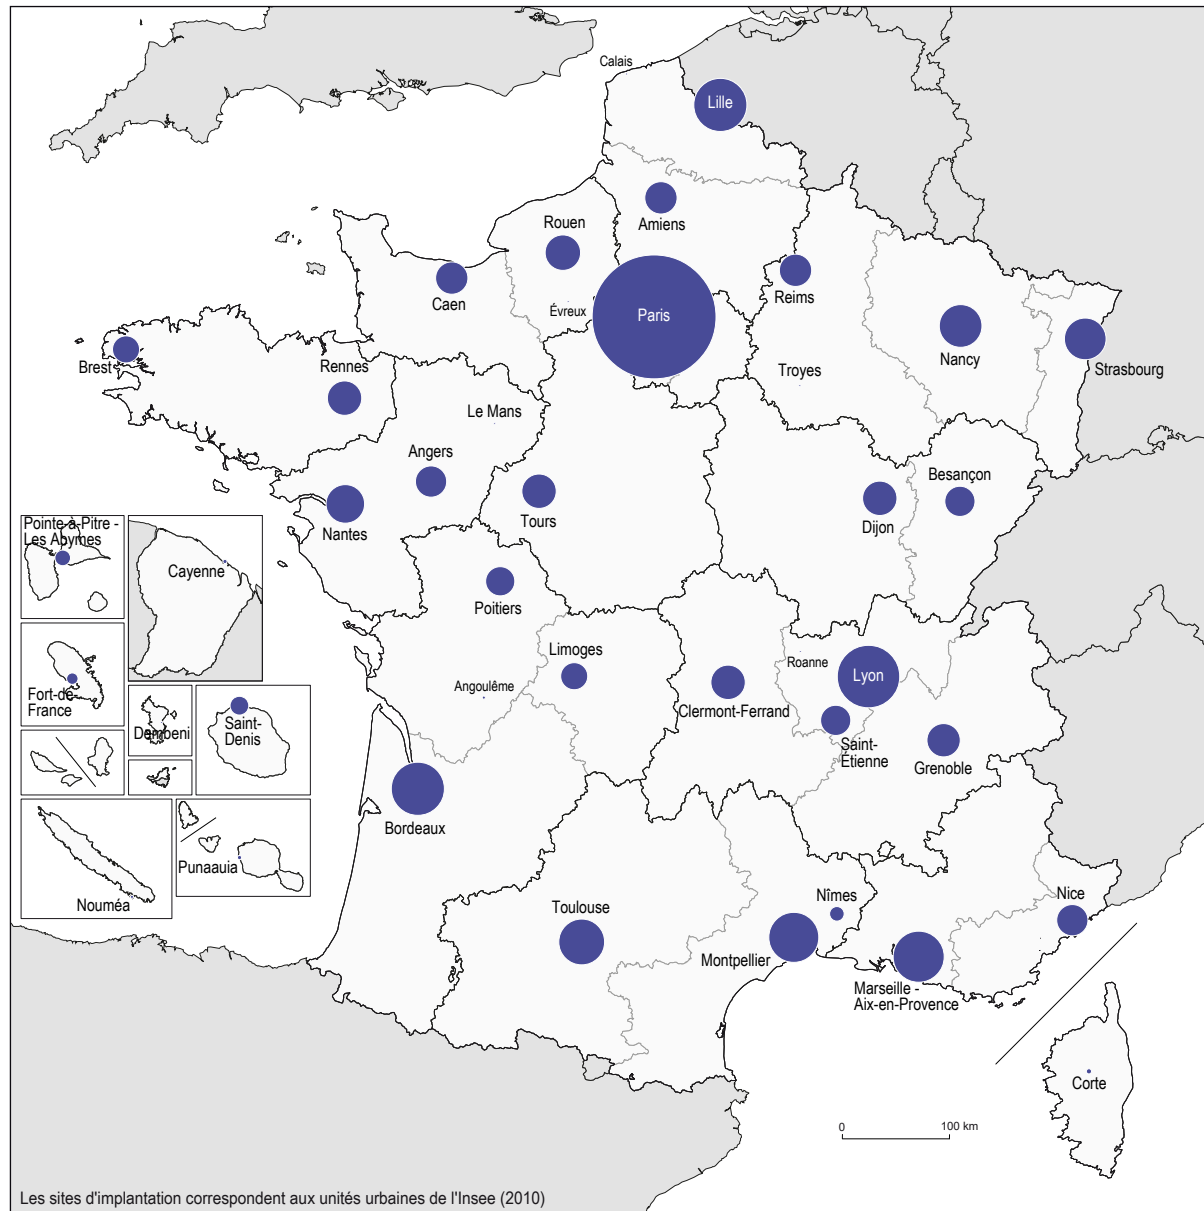 Calais
Lille
Amiens
Rouen
Caen
Reims
Évreux
Paris
Nancy
Strasbourg
Brest
Rennes
Troyes
Le Mans
Angers
Besançon
Tours
Dijon
Nantes
Pointe-à-Pitre -
Les Abymes
Cayenne
Poitiers
Limoges
Roanne
Lyon
Angoulême
Clermont-Ferrand
Fort-de-
France
Dembeni
Saint-
Denis
Saint-
Étienne
Grenoble
Bordeaux
Punaauia
Nouméa
Nîmes
Nice
Toulouse
Montpellier
Marseille -
Aix-en-Provence
Corte
0
100 km
Les sites d'implantation correspondent aux unités urbaines de l'Insee (2010)